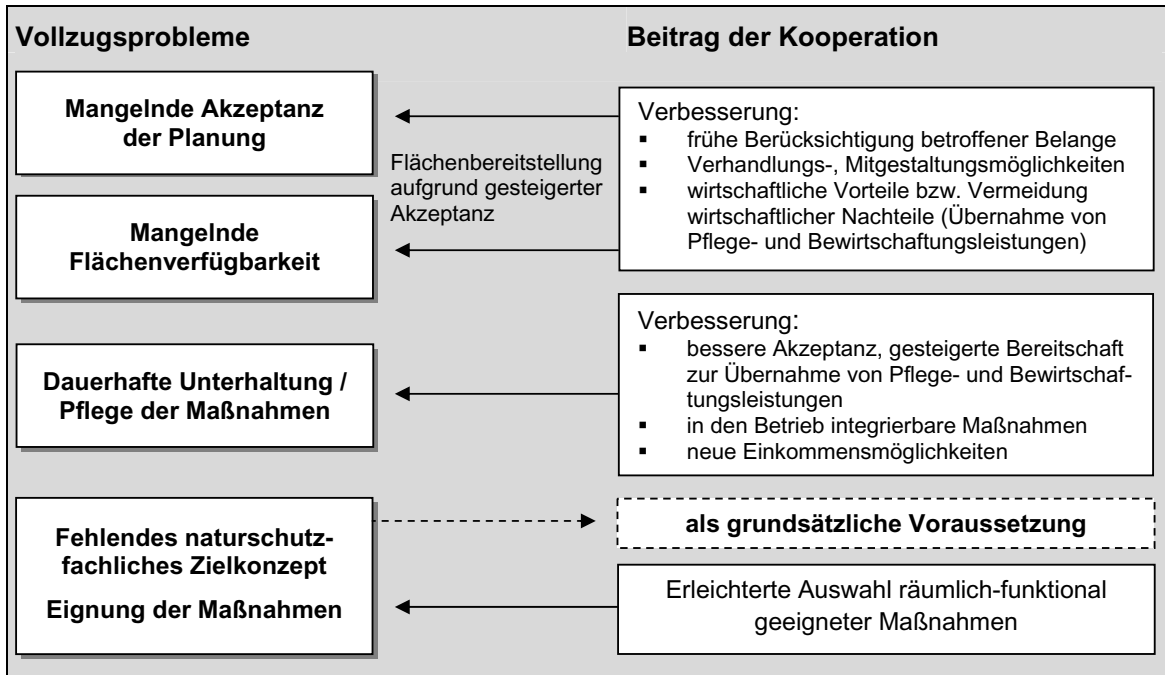 Vollzugsprobleme
Beitrag der Kooperation
Mangelnde Akzeptanz
der Planung
Flächenbereitstellung
aufgrund gesteigerter
Akzeptanz
Verbesserung:
▪ frühe Berücksichtigung betroffener Belange
▪ Verhandlungs-, Mitgestaltungsmöglichkeiten
▪ wirtschaftliche Vorteile bzw. Vermeidung
wirtschaftlicher Nachteile (Übernahme von
Pflege- und Bewirtschaftungsleistungen)
Mangelnde
Flächenverfügbarkeit
Dauerhafte Unterhaltung /
Pflege der Maßnahmen
Verbesserung:
▪ bessere Akzeptanz, gesteigerte Bereitschaft
zur Übernahme von Pflege- und Bewirtschaf-
tungsleistungen
▪ in den Betrieb integrierbare Maßnahmen
▪ neue Einkommensmöglichkeiten
Fehlendes naturschutz-
fachliches Zielkonzept
Eignung der Maßnahmen
als grundsätzliche Voraussetzung
Erleichterte Auswahl räumlich-funktional
geeigneter Maßnahmen